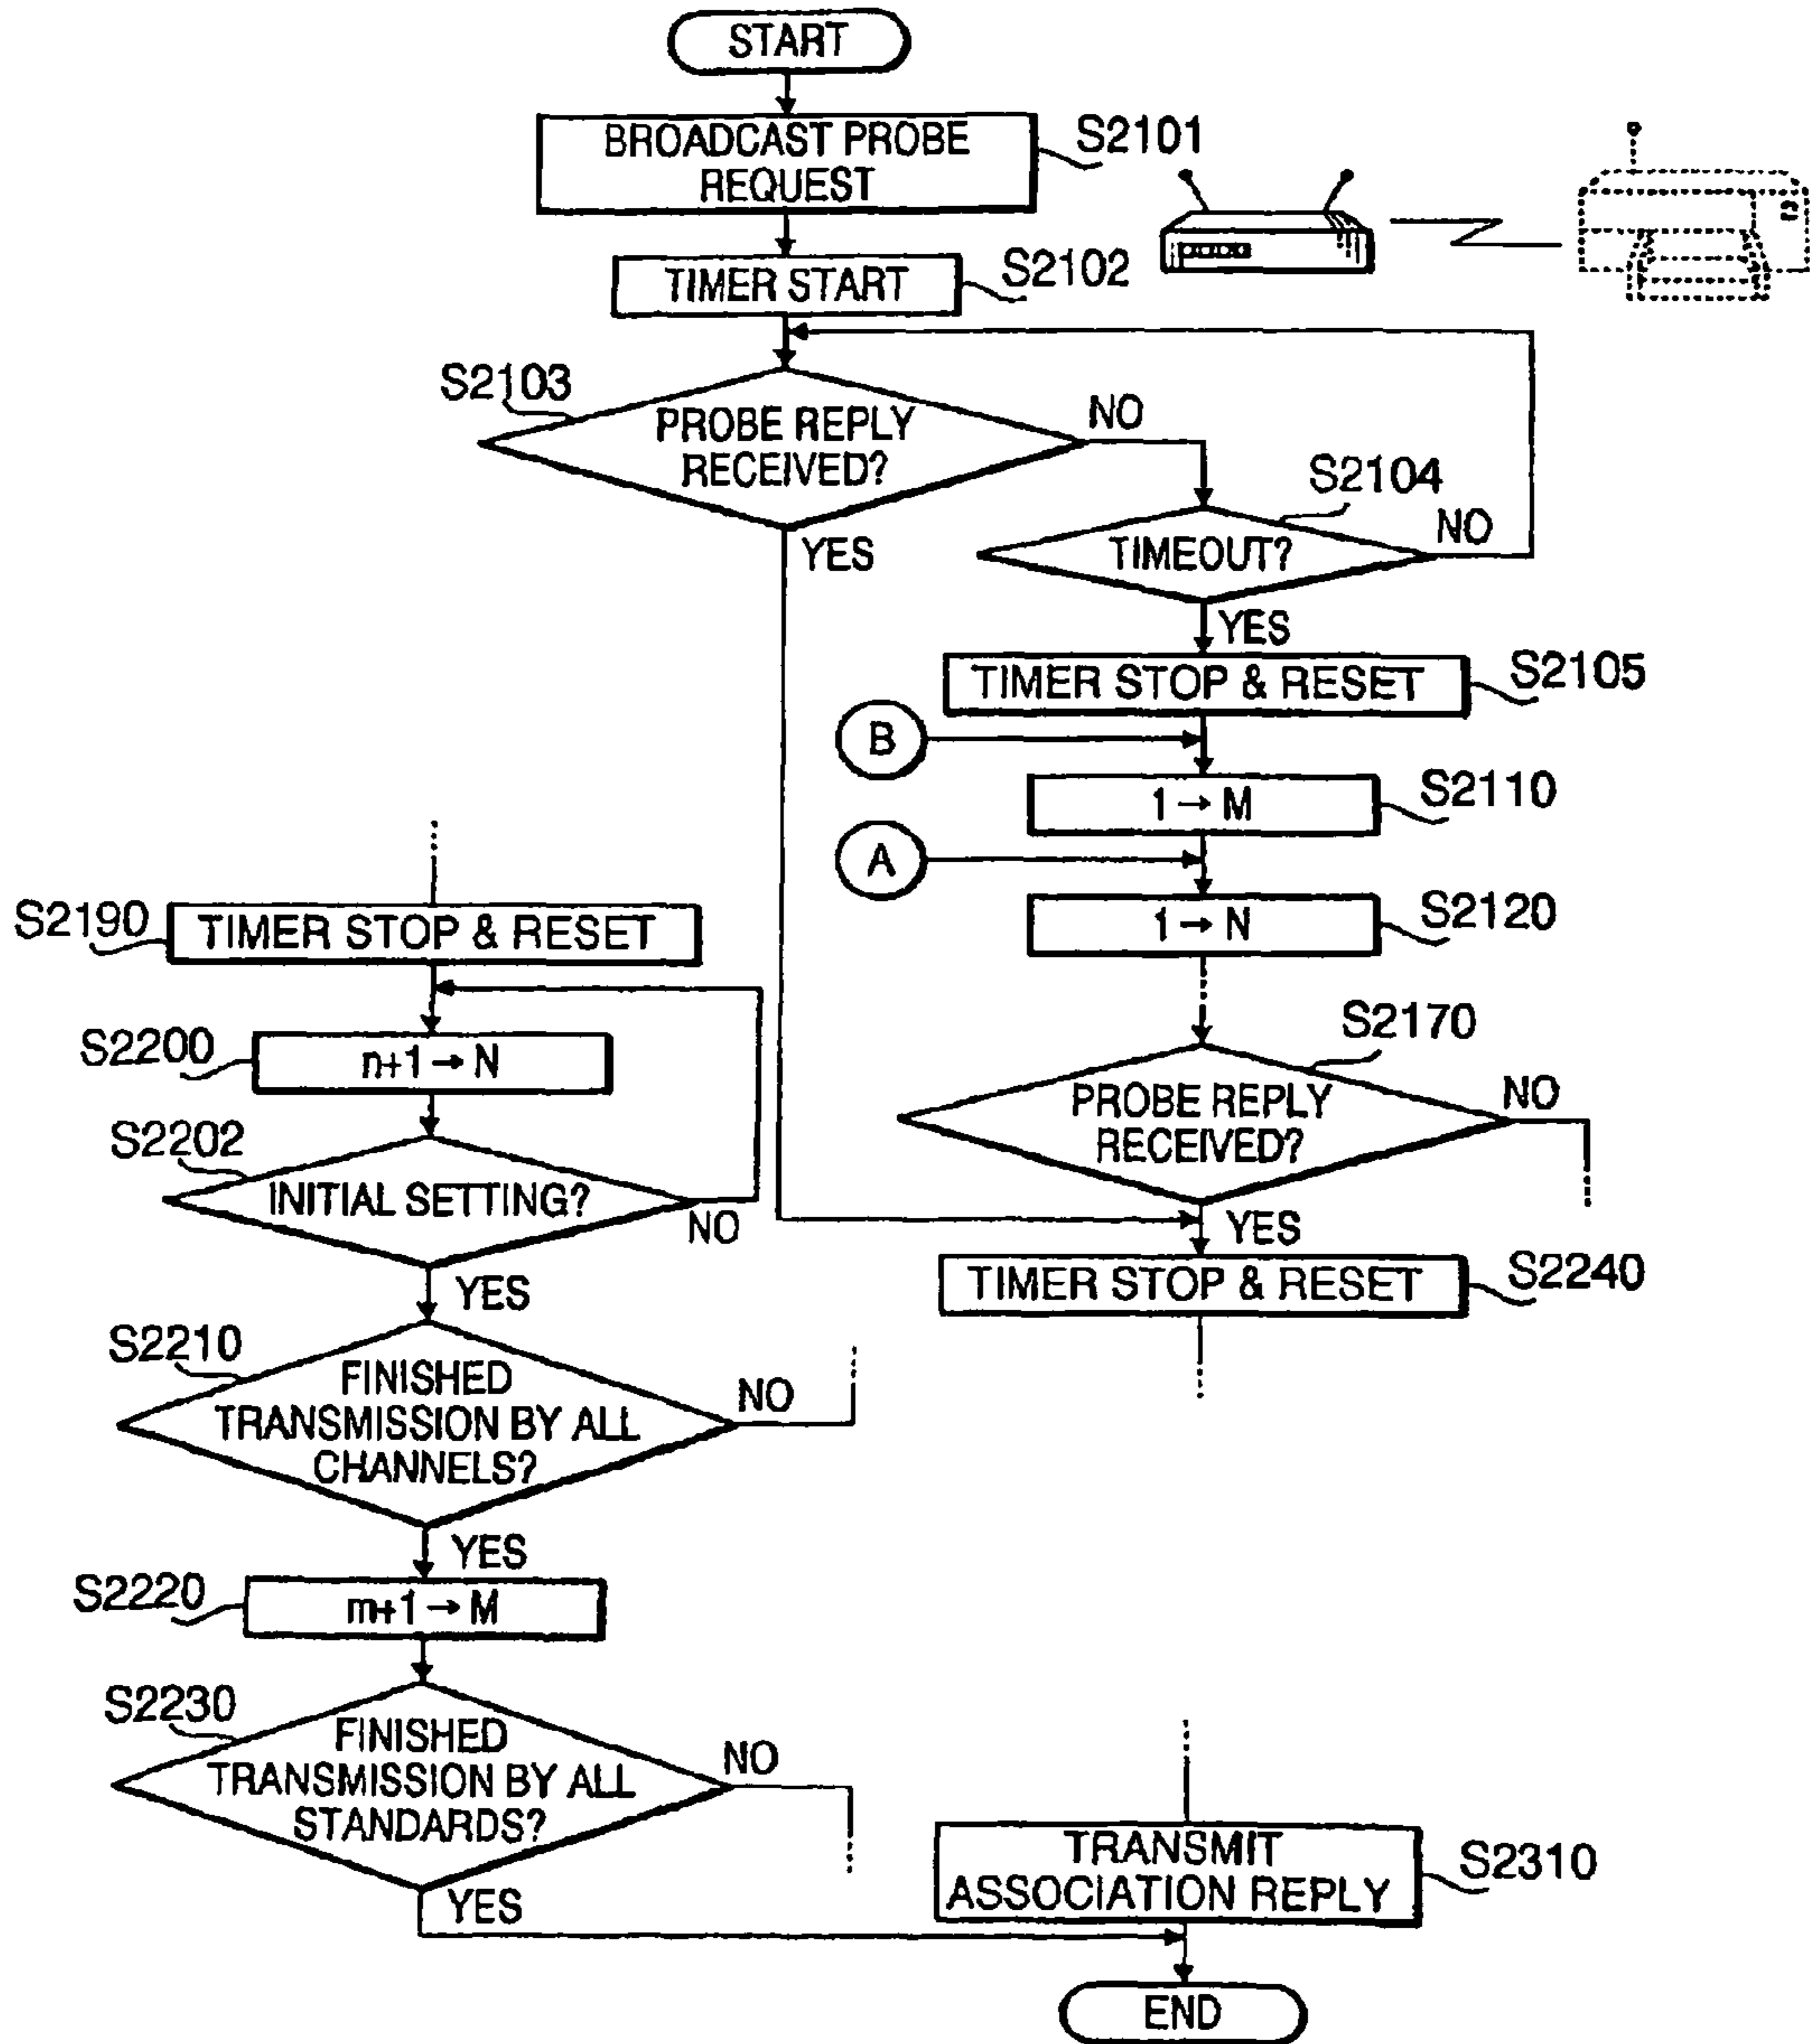 START
BROADCAST PROBE
REQUEST
S2101
TIMER START
S2102
S2103
PROBE REPLY
RECEIVED?
NO
YES
S2104
TIMEOUT?
NO
YES
TIMER STOP & RESET
S2105
B
1→M
S2110
A
1→N
S2120
S2190
TIMER STOP & RESET
S2200
n+1→N
S2202
INITIAL SETTING?
NO
YES
S2170
PROBE REPLY
RECEIVED?
NO
YES
TIMER STOP & RESET
S2240
S2210
FINISHED
TRANSMISSION BY ALL
CHANNELS?
NO
YES
S2220
m+1→M
S2230
FINISHED
TRANSMISSION BY ALL
STANDARDS?
NO
YES
TRANSMIT
ASSOCIATION REPLY
S2310
END